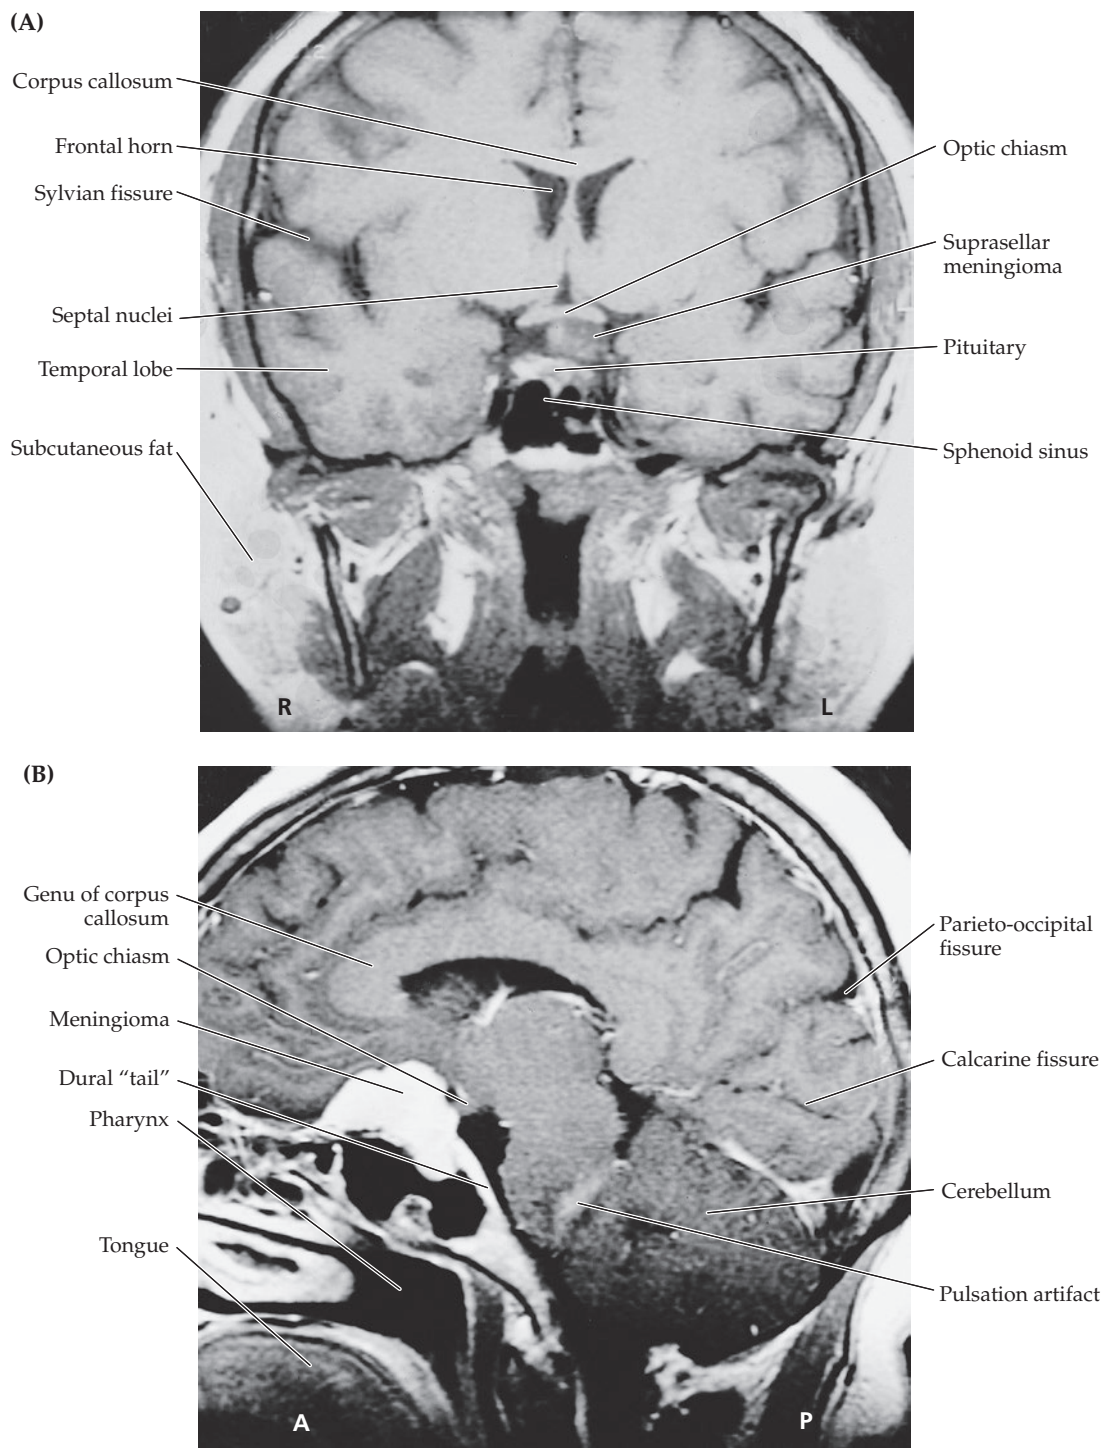 (A)
Corpus callosum
Frontal horn
Sylvian fissure
Septal nuclei
Temporal lobe
Subcutaneous fat
Optic chiasm
Suprasellar
meningioma
Pituitary
Sphenoid sinus
R
L
(B)
Genu of corpus
callosum
Optic chiasm
Meningioma
Dural “tail”
Pharynx
Tongue
Parieto-occipital
fissure
Calcarine fissure
Cerebellum
Pulsation artifact
A
P